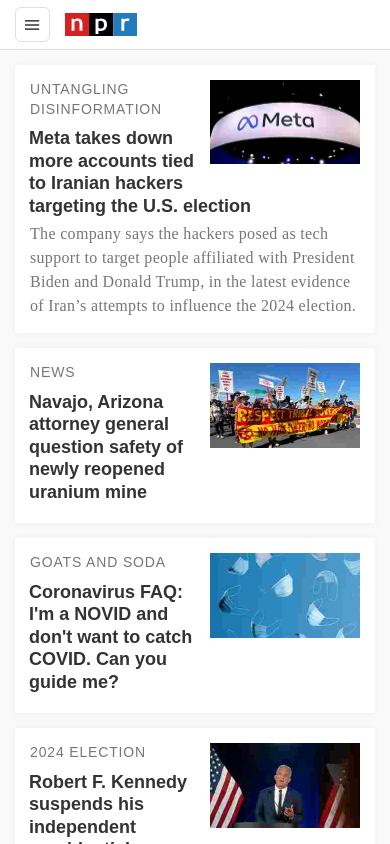 npr
UNTANGLING
DISINFORMATION
Meta takes down
more accounts tied
to Iranian hackers
targeting the U.S. election
Meta
The company says the hackers posed as tech
support to target people affiliated with President
Biden and Donald Trump, in the latest evidence
of Iran’s attempts to influence the 2024 election.
NEWS
Navajo, Arizona
attorney general
question safety of
newly reopened
uranium mine
RESPECT TRIBAL
GOATS AND SODA
Coronavirus FAQ:
I'm a NOVID and
don't want to catch
COVID. Can you
guide me?
2024 ELECTION
Robert F. Kennedy
suspends his
independent